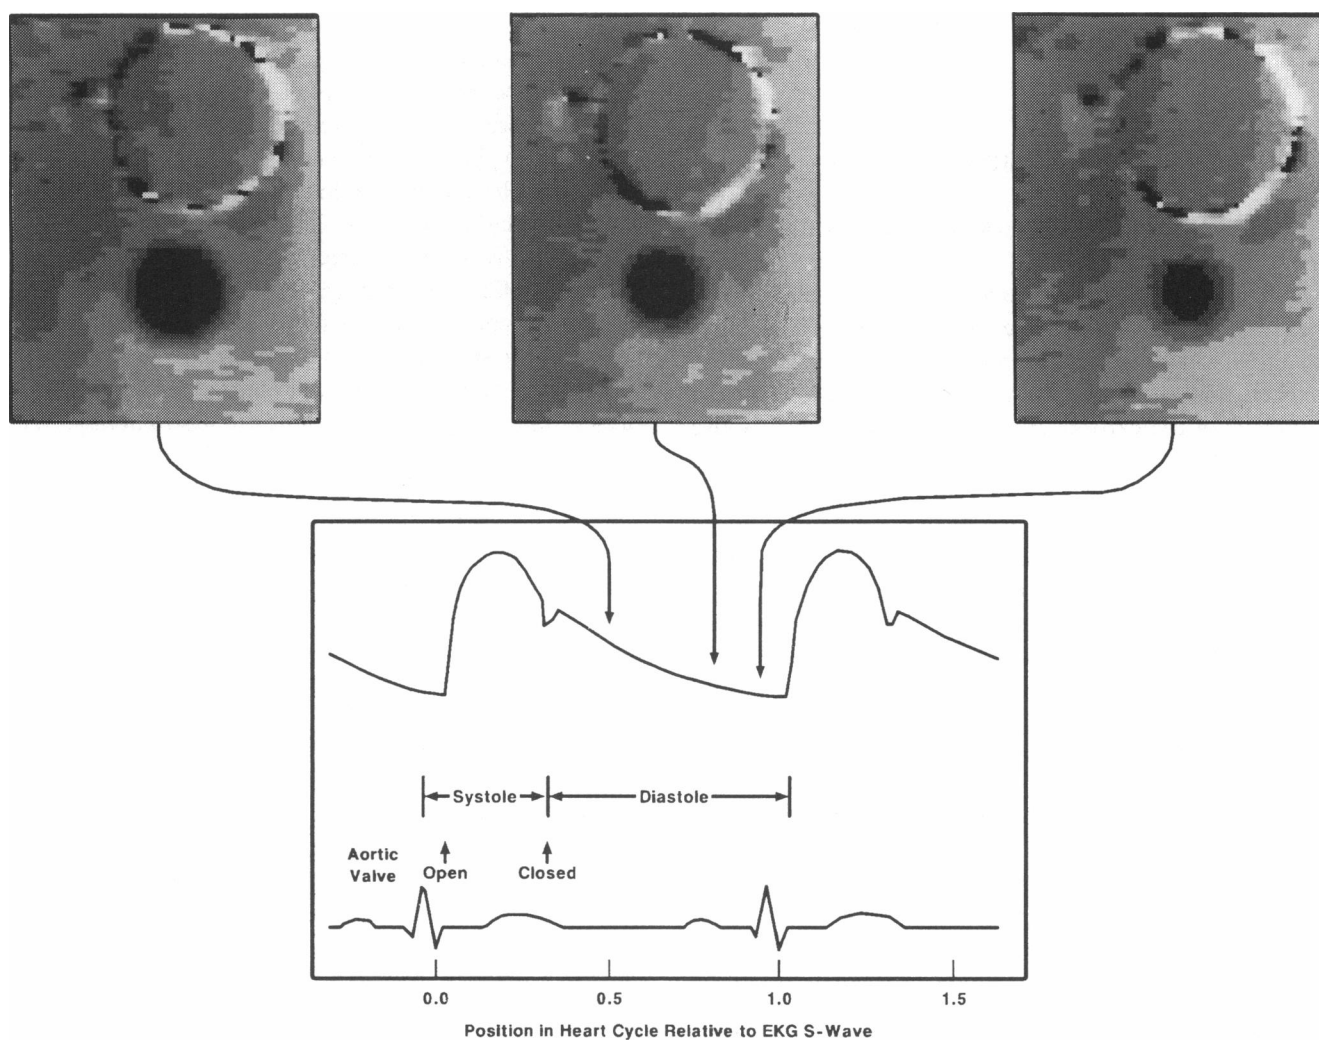 Systole
Diastole
Aortic
Valve
Open
Closed
0.0 0.5 1.0 1.5
Position in Heart Cycle Relative to EKG S-Wave